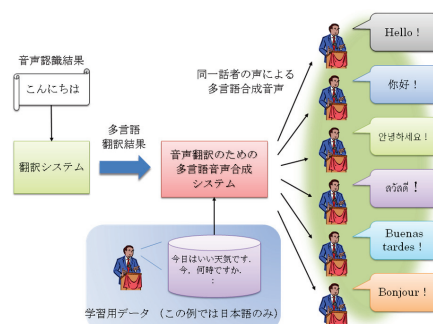 音声認識結果
こんにちは
翻訳システム
多言語
翻訳結果
音声翻訳のための
多言語音声合成
システム
今日はいい天気です.
今，何時ですか.
:
学習用データ （この例では日本語のみ）
同一話者の声による
多言語合成音声
Hello！
你好！
안녕하세요！
สวัสดี！
Buenas
tardes！
Bonjour！